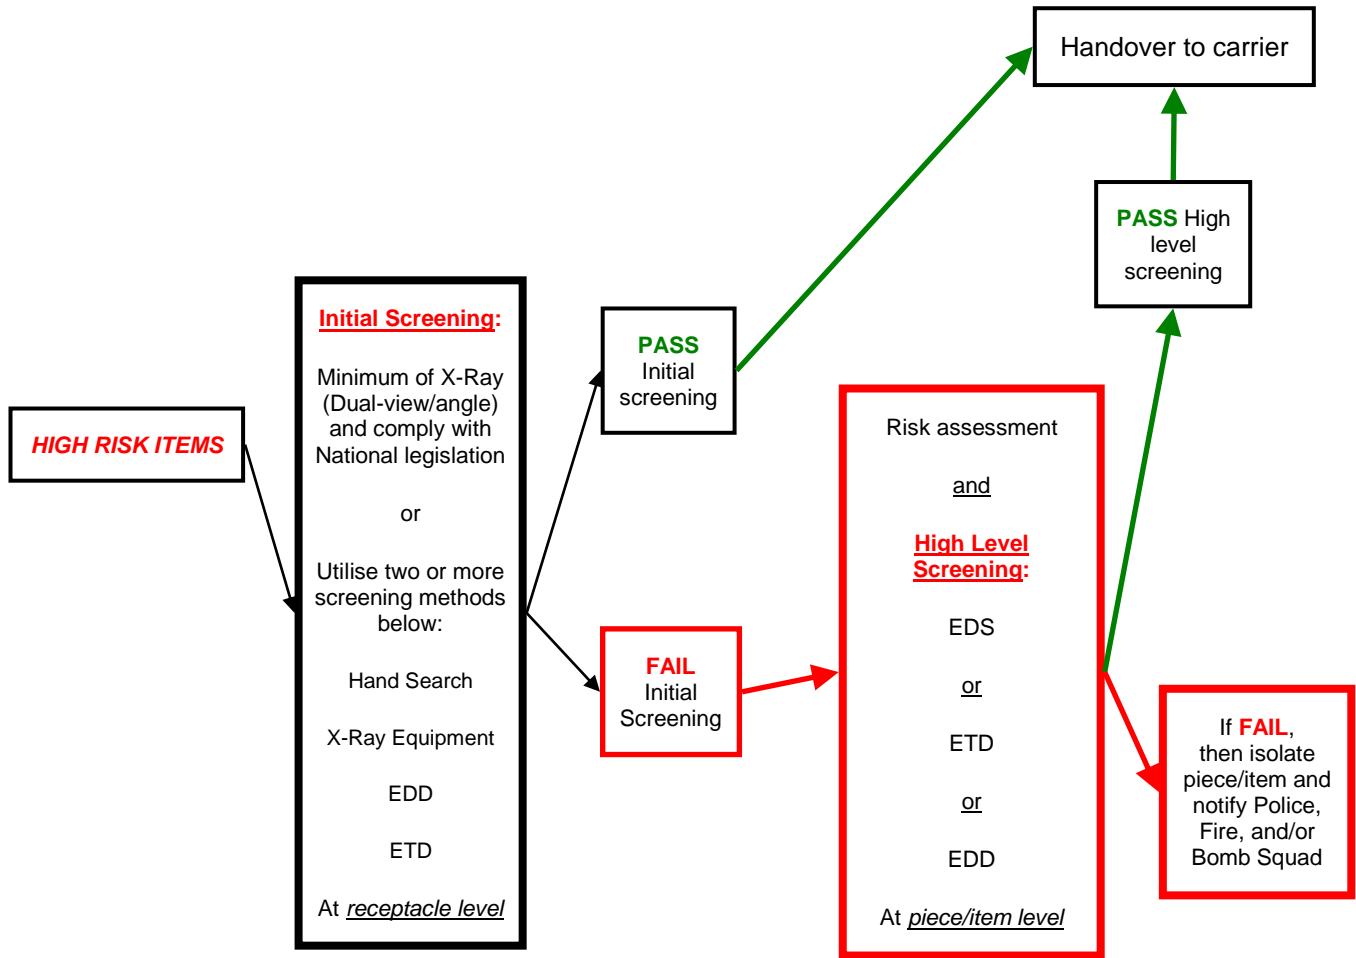 Handover to carrier
PASS High
level
screening
Initial Screening:
Minimum of X-Ray
(Dual-view/angle)
and comply with
National legislation
or
Utilise two or more
screening methods
below:
Hand Search
X-Ray Equipment
EDD
ETD
At receptacle level
HIGH RISK ITEMS
PASS
Initial
screening
FAIL
Initial
Screening
Risk assessment
and
High Level
Screening:
EDS
or
ETD
or
EDD
At piece/item level
If FAIL,
then isolate
piece/item and
notify Police,
Fire, and/or
Bomb Squad